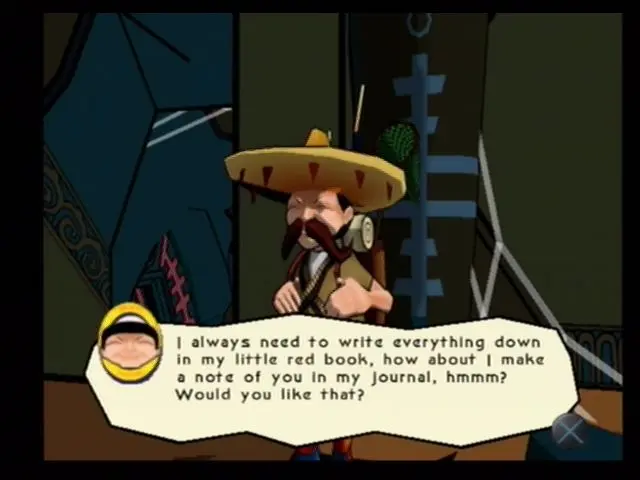 I always need to write everything down
in my little red book, how about I make
a note of you in my journal, hmmm?
Would you like that?